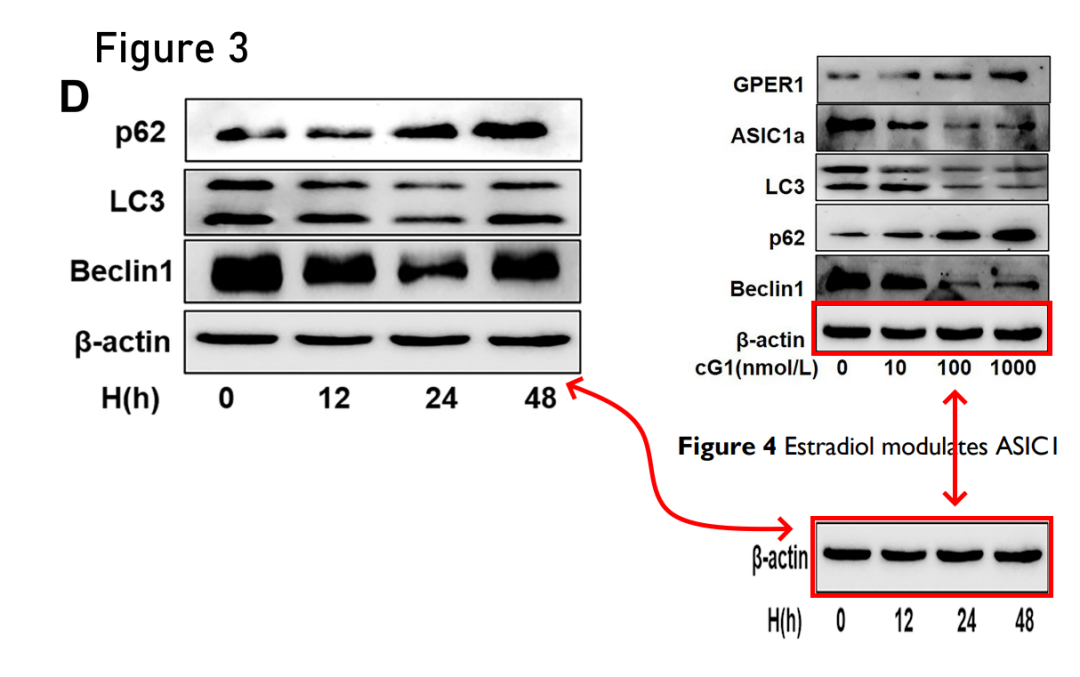 Figure 3
D
p62
LC3
Beclin1
β-actin
H(h) 0 12 24 48
GPER1
ASIC1a
LC3
p62
Beclin1
β-actin
cG1(nmol/L) 0 10 100 1000
Figure 4 Estradiol modulates ASIC1
β-actin
H(h) 0 12 24 48